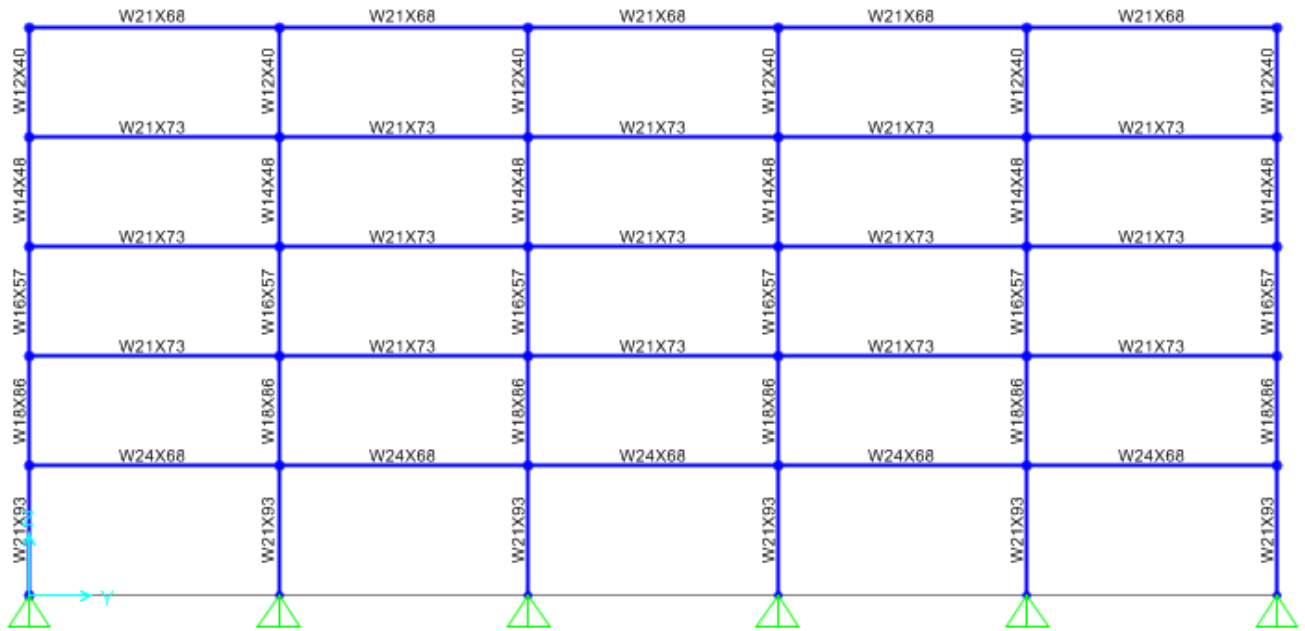 W21X68 W21X68 W21X68 W21X68 W21X68
W12X40 W12X40 W12X40 W12X40 W12X40 W12X40
W21X73 W21X73 W21X73 W21X73 W21X73
W14X48 W14X48 W14X48 W14X48 W14X48 W14X48
W21X73 W21X73 W21X73 W21X73 W21X73
W16X57 W16X57 W16X57 W16X57 W16X57 W16X57
W21X73 W21X73 W21X73 W21X73 W21X73
W18X86 W18X86 W18X86 W18X86 W18X86 W18X86
W24X68 W24X68 W24X68 W24X68 W24X68
W21X93 W21X93 W21X93 W21X93 W21X93 W21X93
Z
Y